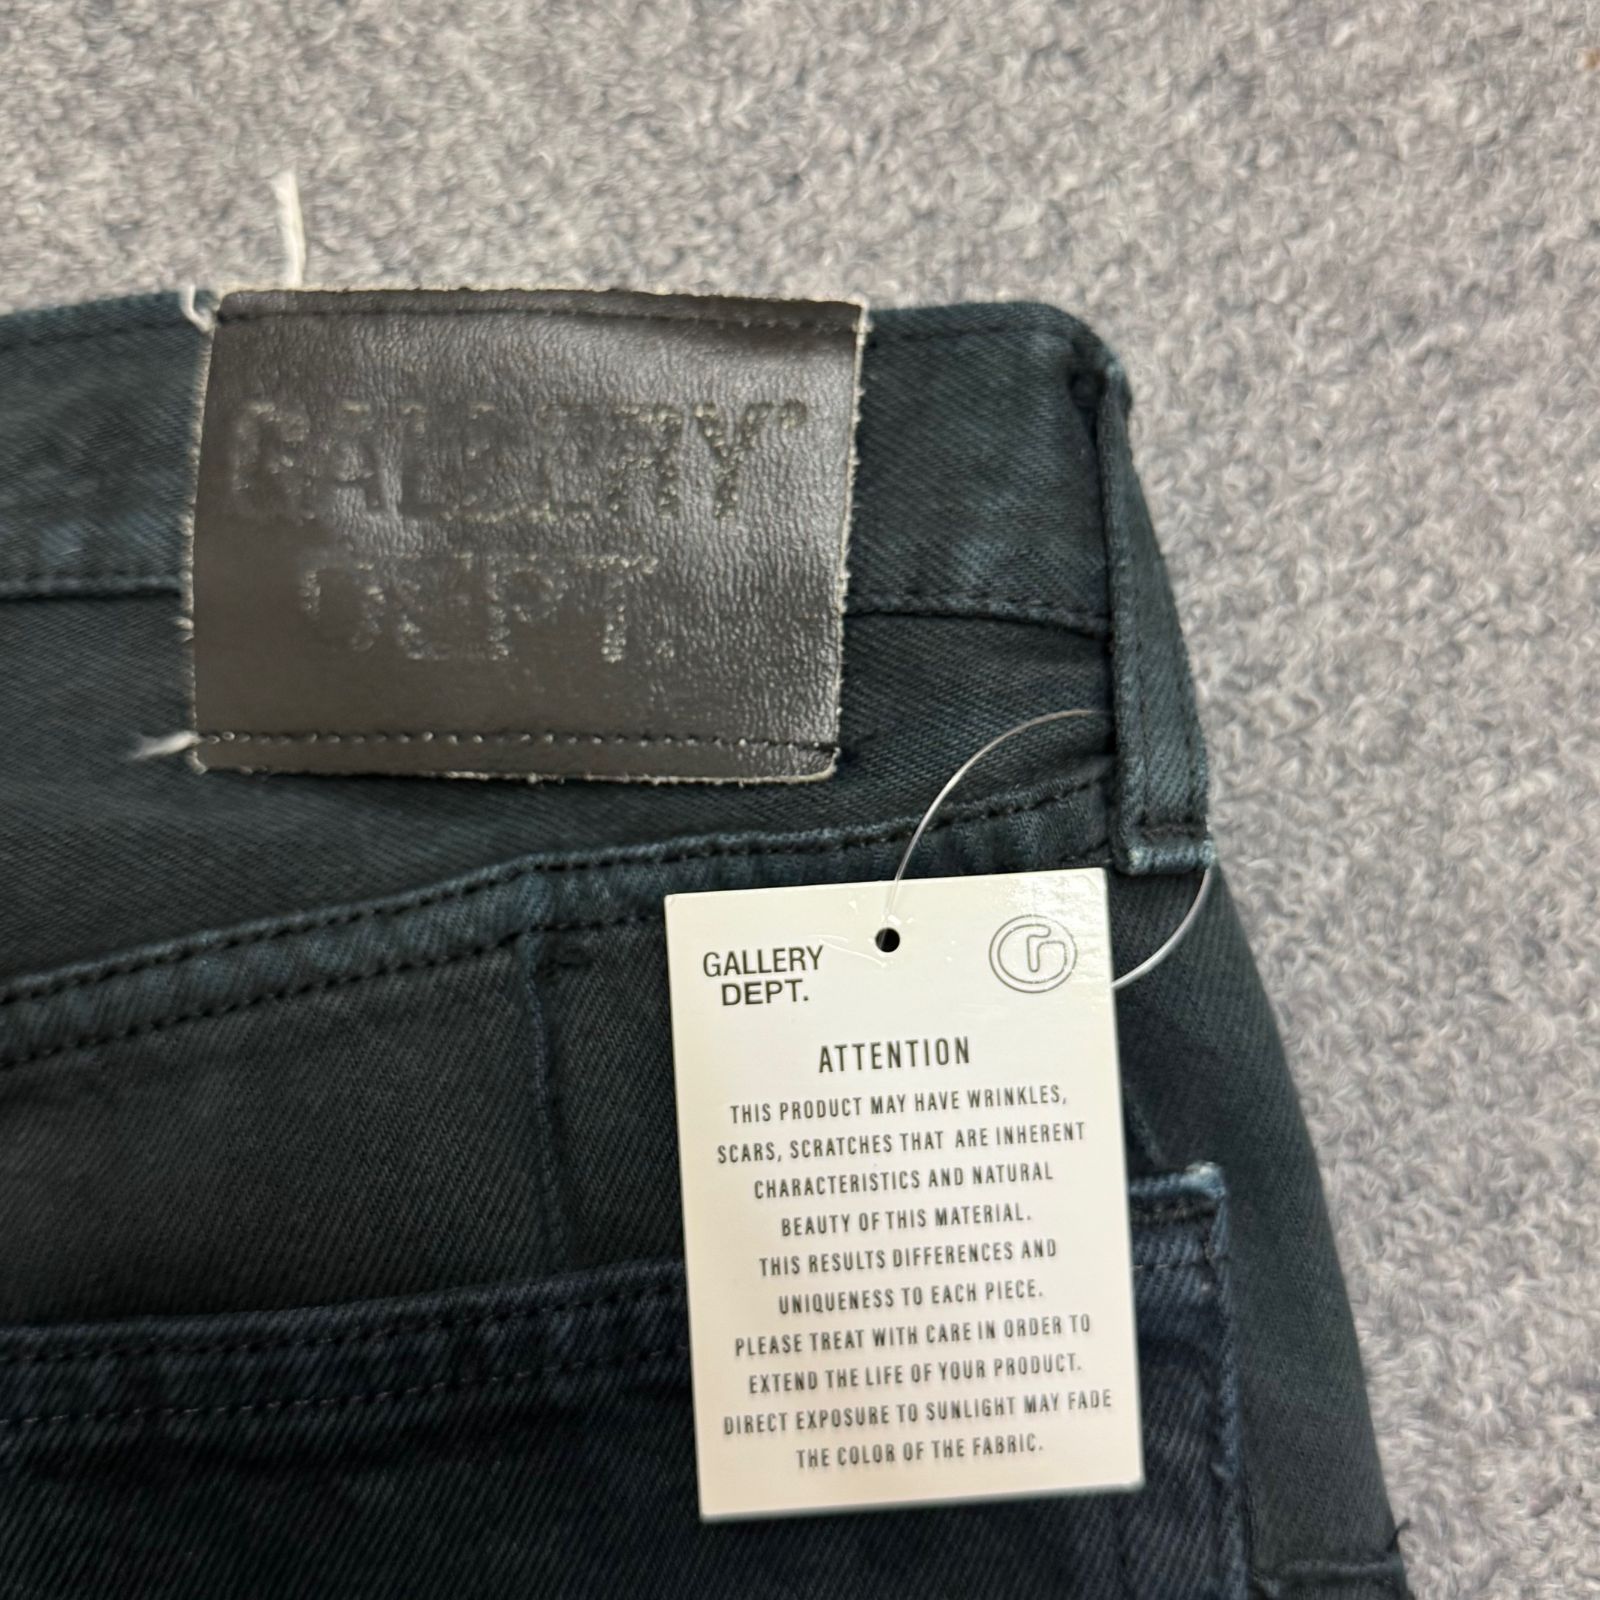 GALLERY
DEPT.
GALLERY
DEPT.
ATTENTION
THIS PRODUCT MAY HAVE WRINKLES,
SCARS, SCRATCHES THAT ARE INHERENT
CHARACTERISTICS AND NATURAL
BEAUTY OF THIS MATERIAL.
THIS RESULTS DIFFERENCES AND
UNIQUENESS TO EACH PIECE.
PLEASE TREAT WITH CARE IN ORDER TO
EXTEND THE LIFE OF YOUR PRODUCT.
DIRECT EXPOSURE TO SUNLIGHT MAY FADE
THE COLOR OF THE FABRIC.